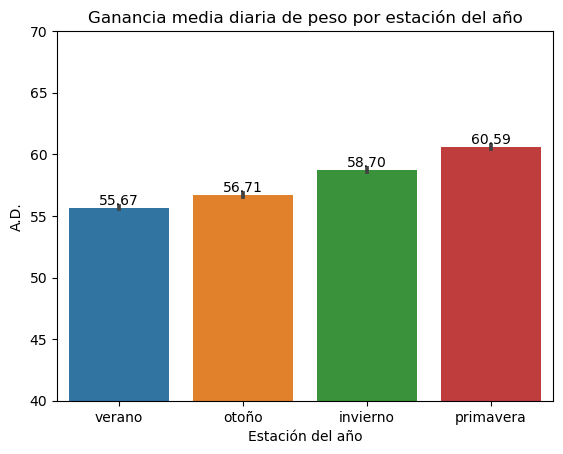 Ganancia media diaria de peso por estación del año
70
65
60
55
50
45
40
A.D.
55,67
56,71
58,70
60,59
verano
otoño
invierno
primavera
Estación del año